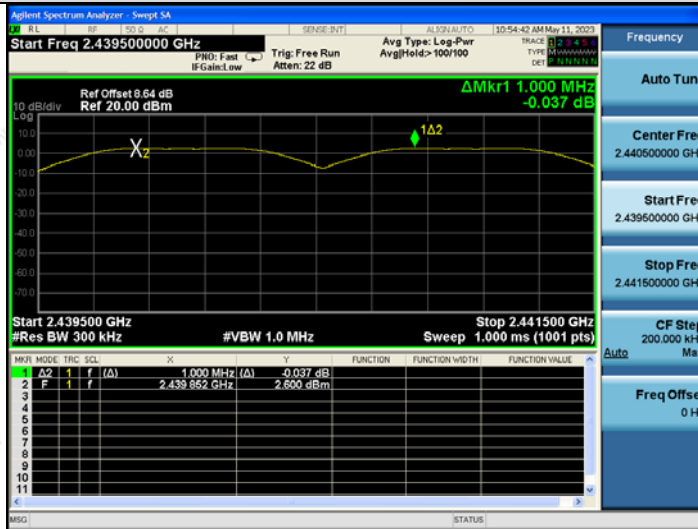 Agilent Spectrum Analyzer - Swept SA
RL RF 50 Ω AC SENSE:INT ALIGNAUTO 10:54:42 AM May 11, 2023
Start Freq 2.439500000 GHz
PNO: Fast
IFGain:Low
Trig: Free Run
Atten: 22 dB
Avg Type: Log-Pwr
Avg|Hold:> 100/100
TRACE 1 2 3 4 5 6
TYPE M
DET P N N N N N
Ref Offset 8.64 dB
Ref 20.00 dBm
10 dB/div
Log
ΔMkr1 1.000 MHz
-0.037 dB
10.0
0.00
-10.0
-20.0
-30.0
-40.0
-50.0
-60.0
-70.0
X2
1Δ2
Start 2.439500 GHz
Stop 2.441500 GHz
#Res BW 300 kHz
#VBW 1.0 MHz
Sweep 1.000 ms (1001 pts)
MKR MODE TRC SCL X Y FUNCTION FUNCTION WIDTH FUNCTION VALUE
1 Δ2 1 f (Δ) 1.000 MHz (Δ) -0.037 dB
2 F 1 f 2.439 852 GHz 2.600 dBm
3
4
5
6
7
8
9
10
11
MSG
STATUS
Frequency
Auto Tun
Center Fre
2.440500000 GH
Start Fre
2.439500000 GH
Stop Fre
2.441500000 GH
CF Step
200.000 kH
Auto Ma
Freq Offse
0 H